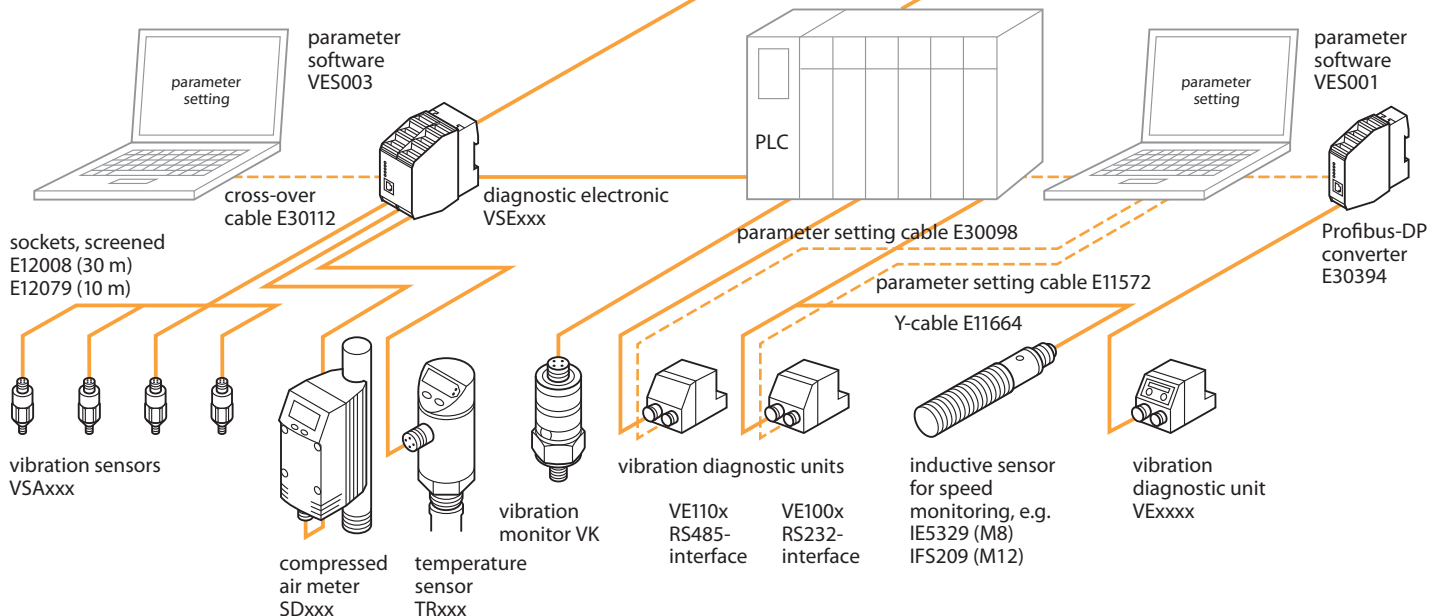 parameter
software
VES003
parameter
setting
PLC
parameter
setting
parameter
software
VES001
cross-over
cable E30112
diagnostic electronic
VSExxx
sockets, screened
E12008 (30 m)
E12079 (10 m)
parameter setting cable E30098
parameter setting cable E11572
Y-cable E11664
Profibus-DP
converter
E30394
vibration sensors
VSAxxx
compressed
air meter
SDxxx
temperature
sensor
TRxxx
vibration
monitor VK
vibration diagnostic units
VE110x
RS485-
interface
VE100x
RS232-
interface
inductive sensor
for speed
monitoring, e.g.
IE5329 (M8)
IFS209 (M12)
vibration
diagnostic unit
VExxxx